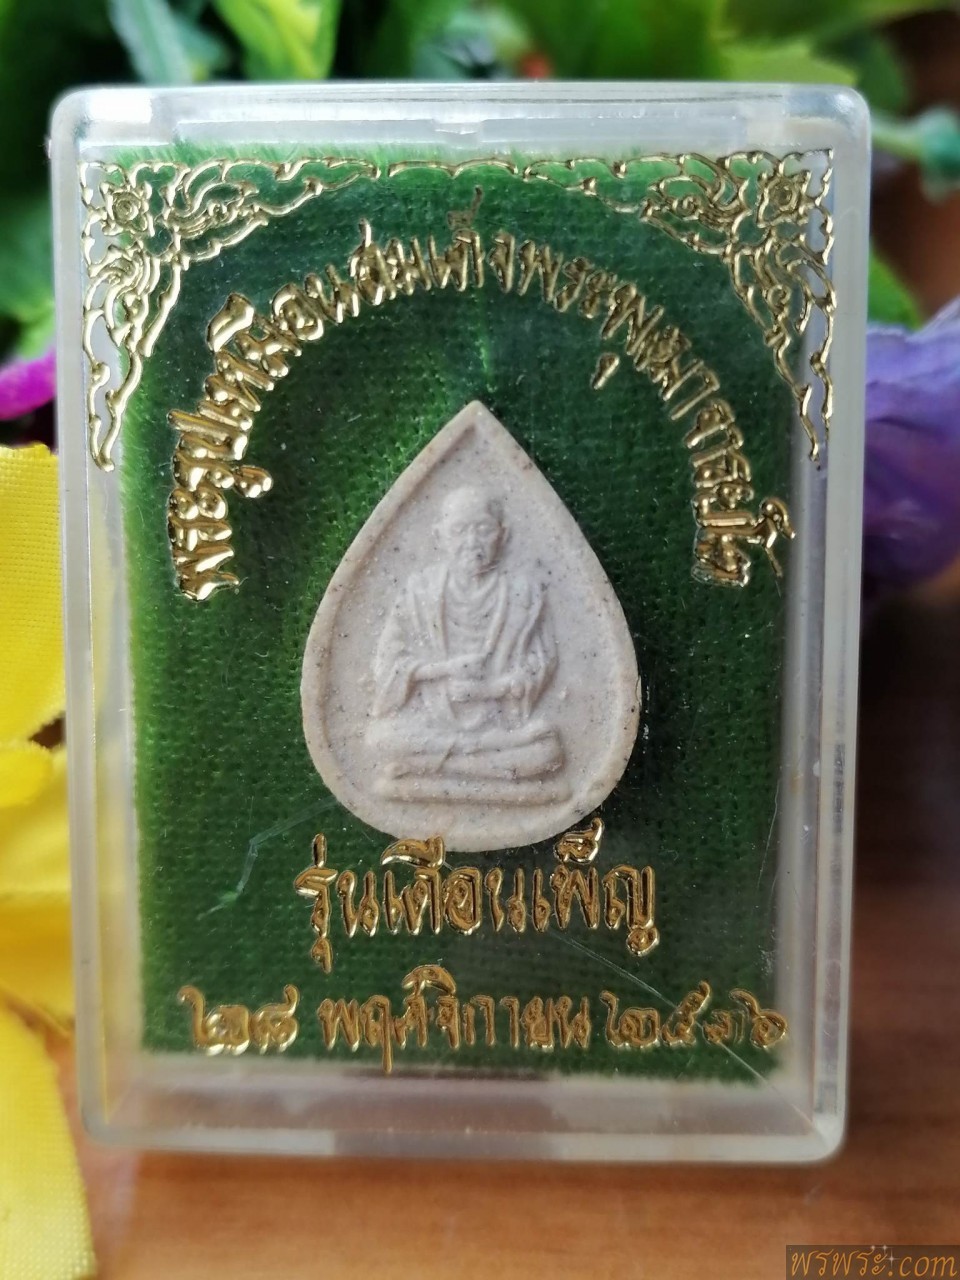 พระรูปเหมือนสมเด็จพระพุฒาจารย์โต
รุ่นเดือนเพ็ญ
๒๘ พฤศจิกายน ๒๕๓๖
พรพระ.com